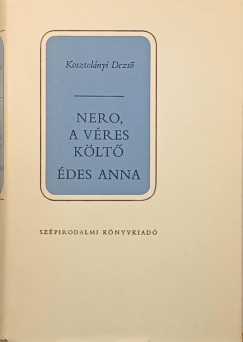 Kosztolányi Dezső
NERO,
A VÉRES
KÖLTŐ
ÉDES ANNA
SZÉPIRODALMI KÖNYVKIADÓ